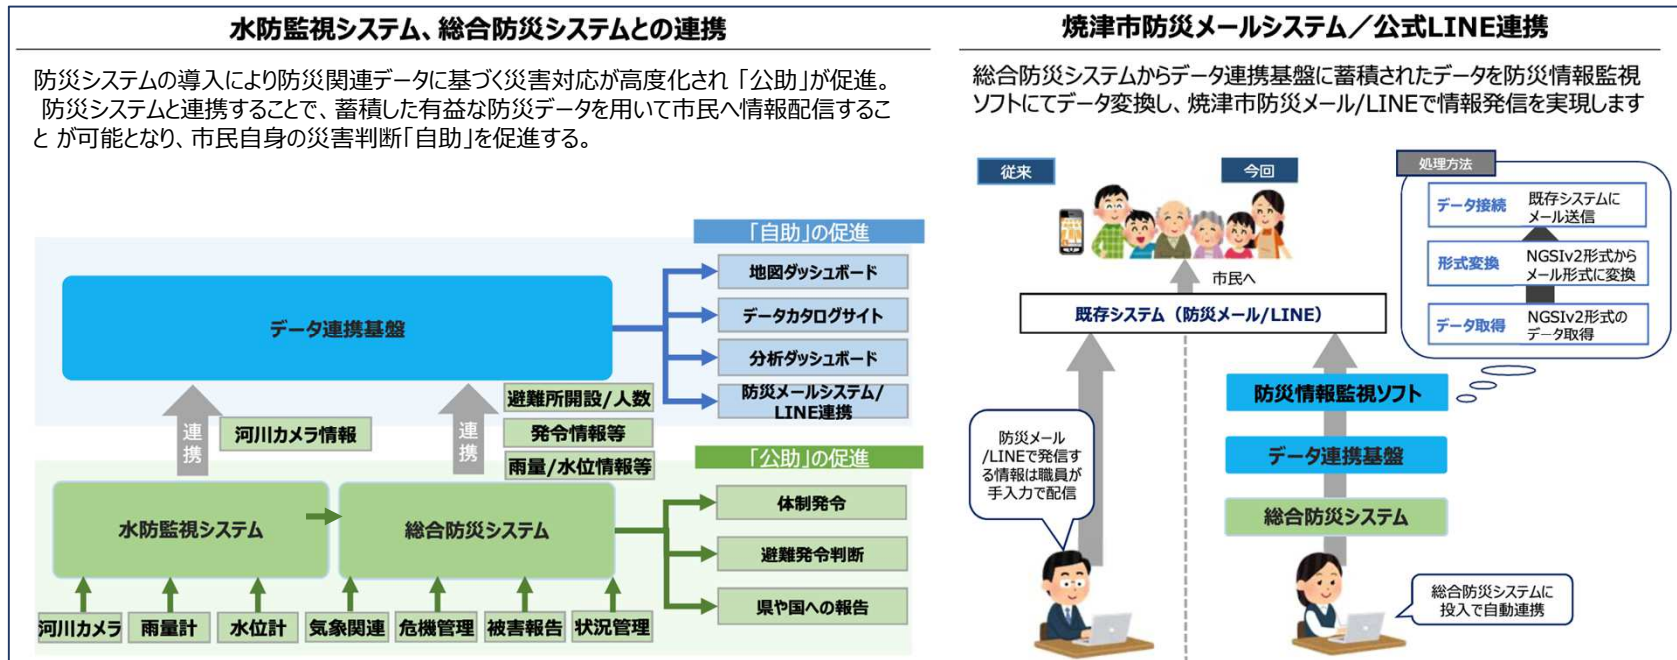 水防監視システム、総合防災システムとの連携
防災システムの導入により防災関連データに基づく災害対応が高度化され「公助」が促進。
防災システムと連携することで、蓄積した有益な防災データを用いて市民へ情報配信するこ
と が可能となり、市民自身の災害判断「自助」を促進する。
「自助」の促進
データ連携基盤
地図ダッシュボード
データカタログサイト
分析ダッシュボード
防災メールシステム/
LINE連携
連携
河川カメラ情報
連携
避難所開設/人数
発令情報等
雨量/水位情報等
「公助」の促進
水防監視システム
総合防災システム
体制発令
避難発令判断
県や国への報告
河川カメラ
雨量計
水位計
気象関連
危機管理
被害報告
状況管理
焼津市防災メールシステム／公式LINE連携
総合防災システムからデータ連携基盤に蓄積されたデータを防災情報監視
ソフトにてデータ変換し、焼津市防災メール/LINEで情報発信を実現します
従来
今回
市民へ
既存システム（防災メール/LINE）
処理方法
データ接続
既存システムに
メール送信
形式変換
NGSIv2形式から
メール形式に変換
データ取得
NGSIv2形式の
データ取得
防災情報監視ソフト
データ連携基盤
総合防災システム
防災メール
/LINEで発信す
る情報は職員が
手入力で配信
総合防災システムに
投入で自動連携